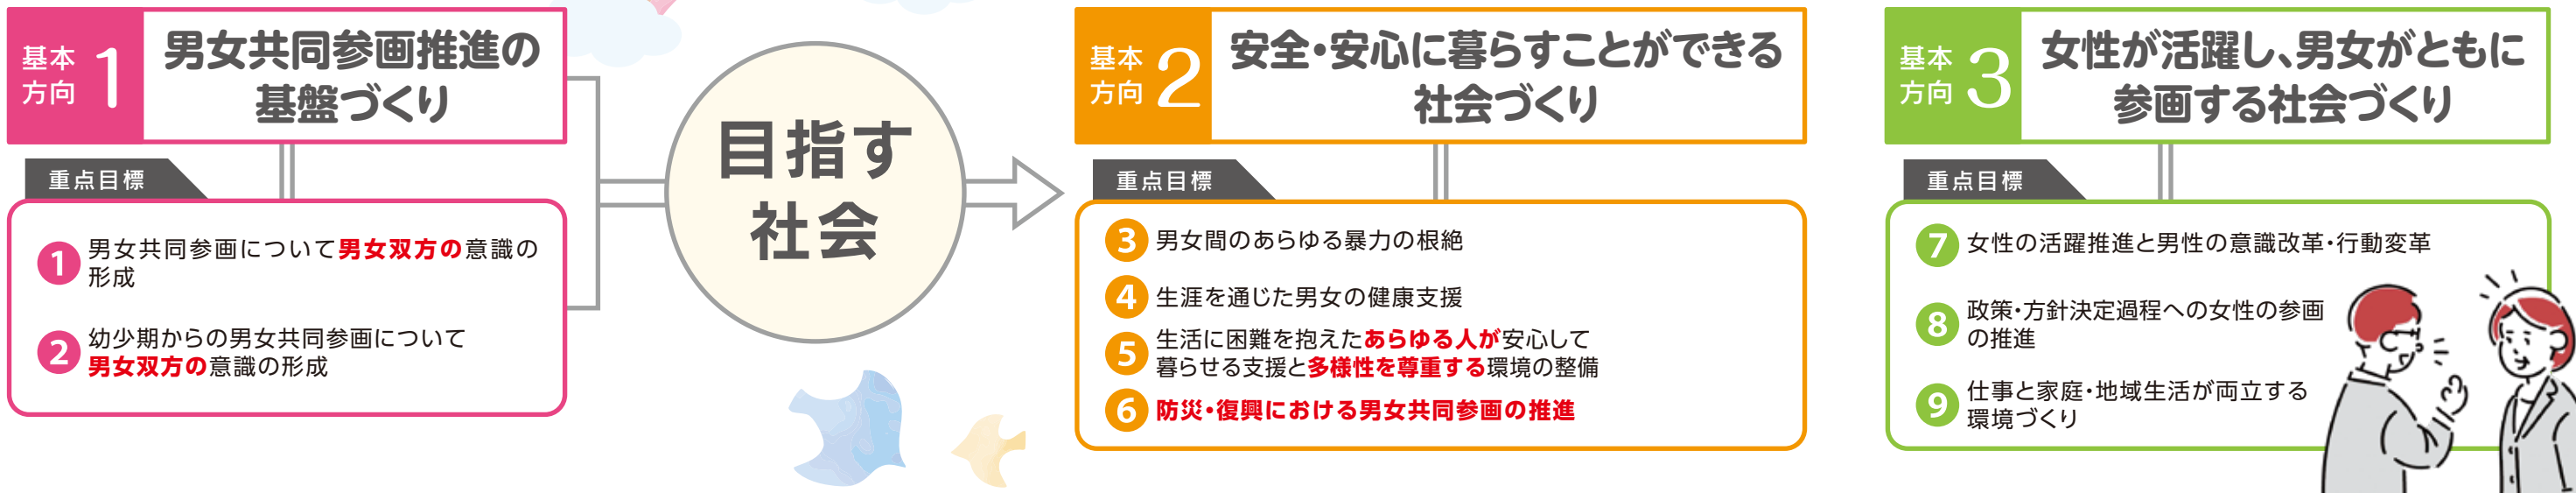 基本
方向
1
男女共同参画推進の
基盤づくり
重点目標
1 男女共同参画について男女双方の意識の
形成
2 幼少期からの男女共同参画について
男女双方の意識の形成
目指す
社会
基本
方向
2
安全・安心に暮らすことができる
社会づくり
重点目標
3 男女間のあらゆる暴力の根絶
4 生涯を通じた男女の健康支援
5 生活に困難を抱えたあらゆる人が安心して
暮らせる支援と多様性を尊重する環境の整備
6 防災・復興における男女共同参画の推進
基本
方向
3
女性が活躍し、男女がともに
参画する社会づくり
重点目標
7 女性の活躍推進と男性の意識改革・行動変革
8 政策・方針決定過程への女性の参画
の推進
9 仕事と家庭・地域生活が両立する
環境づくり